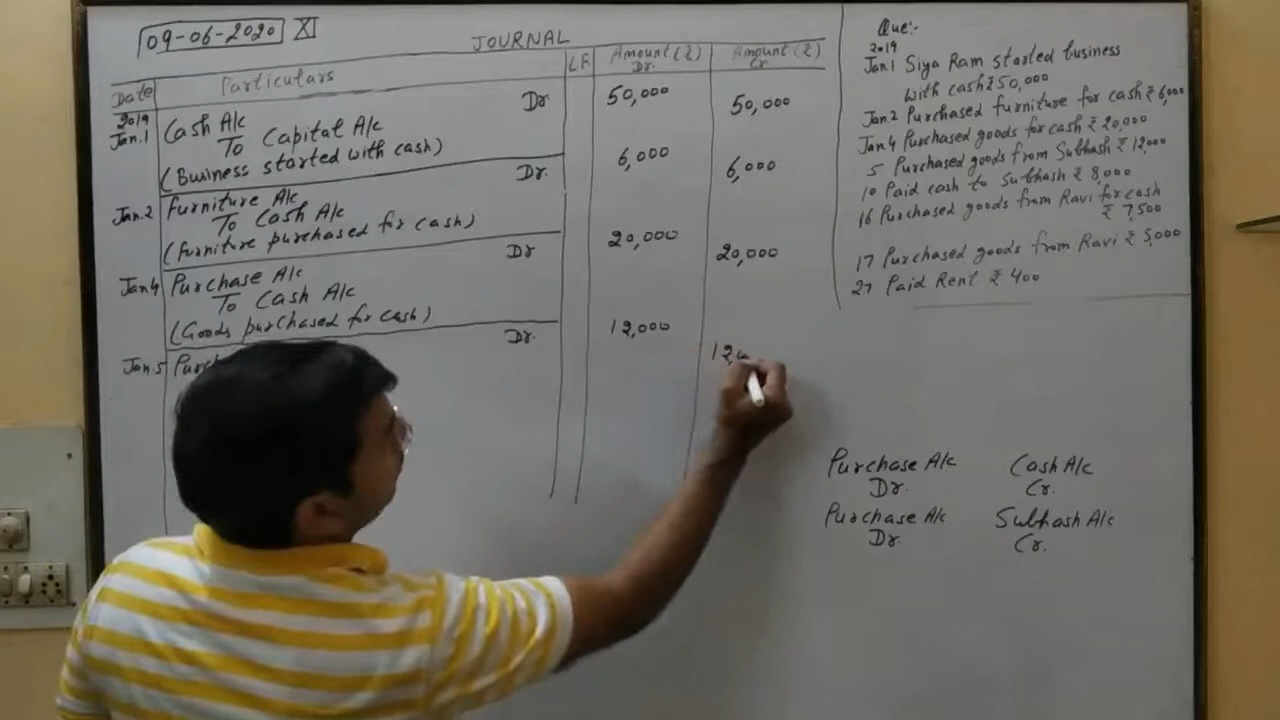 09-06-2020 XI
JOURNAL
Date Particulars LF Amount (₹) Dr. Amount (₹) Cr
2019
Jan.1 Cash A/c Dr 50,000
To Capital A/c 50,000
(Business started with cash)
Jan.2 Furniture A/c Dr. 6,000
To Cash A/c 6,000
(Furniture purchased for cash)
Jan4 Purchase A/c Dr 20,000
To Cash A/c 20,000
(Goods purchased for cash)
Jan.5 Dr. 12,000
Que:-
2019
Jan.1 Siya Ram started business
with cash ₹ 50,000
Jan.2 Purchased furniture for cash ₹ 6,000
Jan.4 Purchased goods for cash ₹ 20,000
5 Purchased goods from Subhash ₹ 12,000
10 Paid cash to Subhash ₹ 8,000
16 Purchased goods from Ravi for cash
₹ 7,500
17 Purchased goods from Ravi ₹ 5,000
27 Paid Rent ₹ 400
Purchase A/c Cash A/c
Dr. Cr.
Purchase A/c Subhash A/c
Dr. Cr.